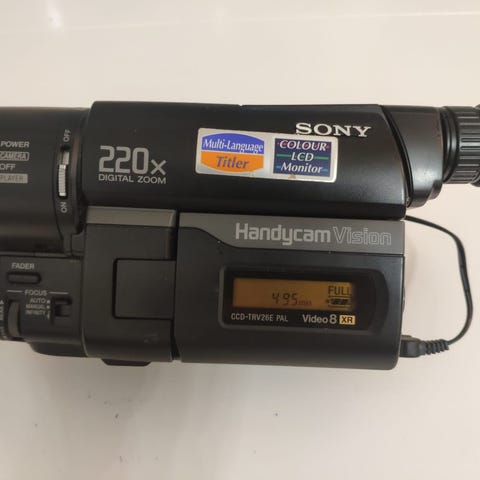 POWER
CAMERA
OFF
PLAYER
OFF
ON
220x
DIGITAL ZOOM
Multi-Language
Titler
COLOUR
LCD
Monitor
SONY
Handycam Vision
FADER
FOCUS
AUTO
MANUAL
INFINITY
FULL
495min
CCD-TRV26E PAL
Video 8 XR